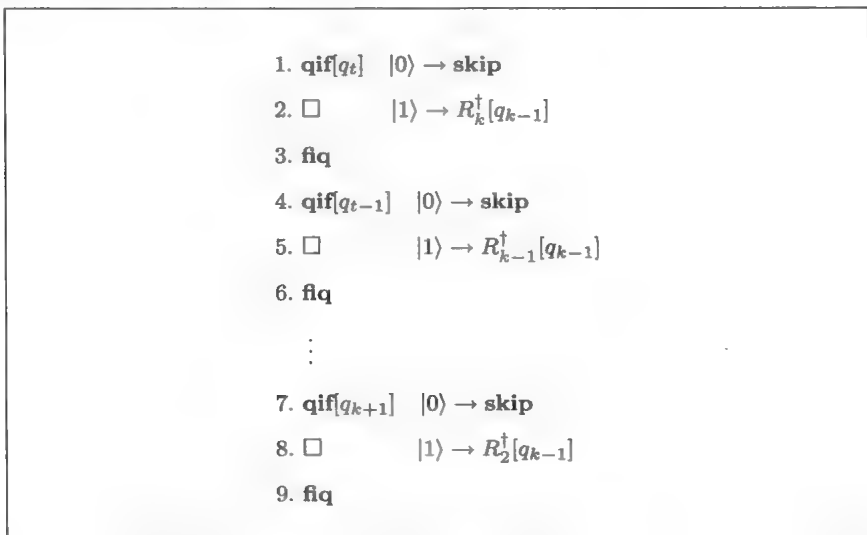 1. qif[q_t] |0⟩ → skip
2. □ |1⟩ → R_k^†[q_{k−1}]
3. fiq
4. qif[q_{t−1}] |0⟩ → skip
5. □ |1⟩ → R_{k−1}^†[q_{k−1}]
6. fiq
⋮
7. qif[q_{k+1}] |0⟩ → skip
8. □ |1⟩ → R_2^†[q_{k−1}]
9. fiq